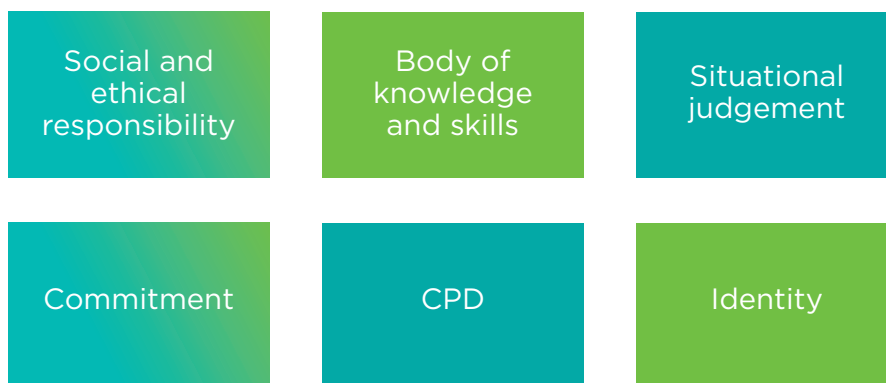 Social and
ethical
responsibility
Body of
knowledge
and skills
Situational
judgement
Commitment
CPD
Identity